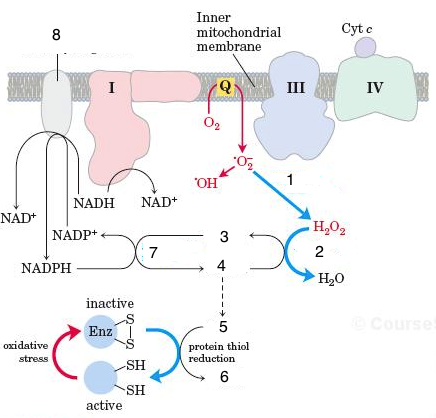 Inner
mitochondrial
membrane
Cyt c
8
I
Q
III
IV
O₂
•O₂⁻
•OH
1
NADH
NAD⁺
NAD⁺
H₂O₂
NADP⁺
3
7
2
NADPH
4
H₂O
inactive
S
5
© Course
Enz
S
oxidative
stress
protein thiol
reduction
SH
6
SH
active